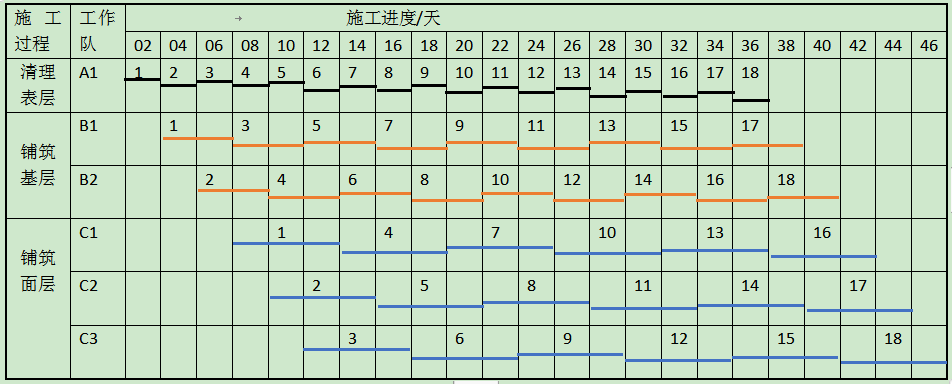 施工过程 工作队 施工进度/天
02 04 06 08 10 12 14 16 18 20 22 24 26 28 30 32 34 36 38 40 42 44 46
清理表层 A1 1 2 3 4 5 6 7 8 9 10 11 12 13 14 15 16 17 18
铺筑基层 B1 1 3 5 7 9 11 13 15 17
B2 2 4 6 8 10 12 14 16 18
铺筑面层 C1 1 4 7 10 13 16
C2 2 5 8 11 14 17
C3 3 6 9 12 15 18